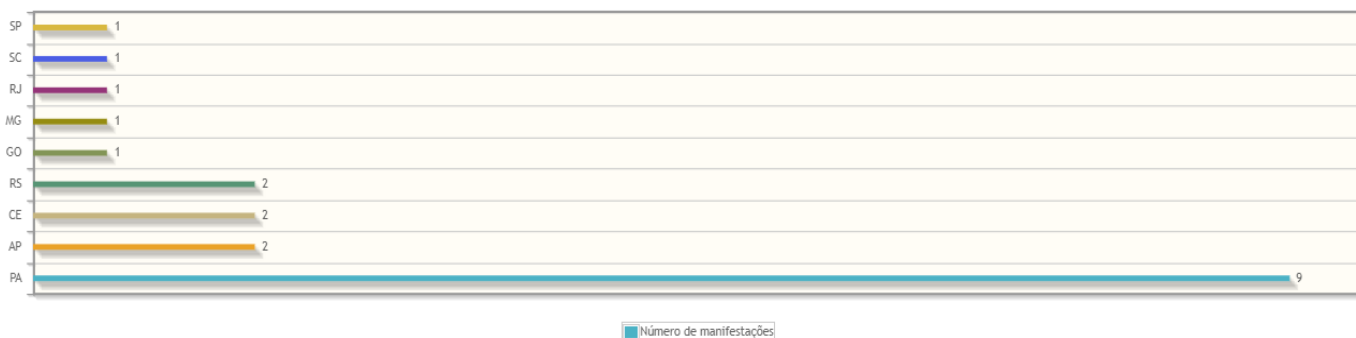 SP 1
SC 1
RJ 1
MG 1
GO 1
RS 2
CE 2
AP 2
PA 9
Número de manifestações